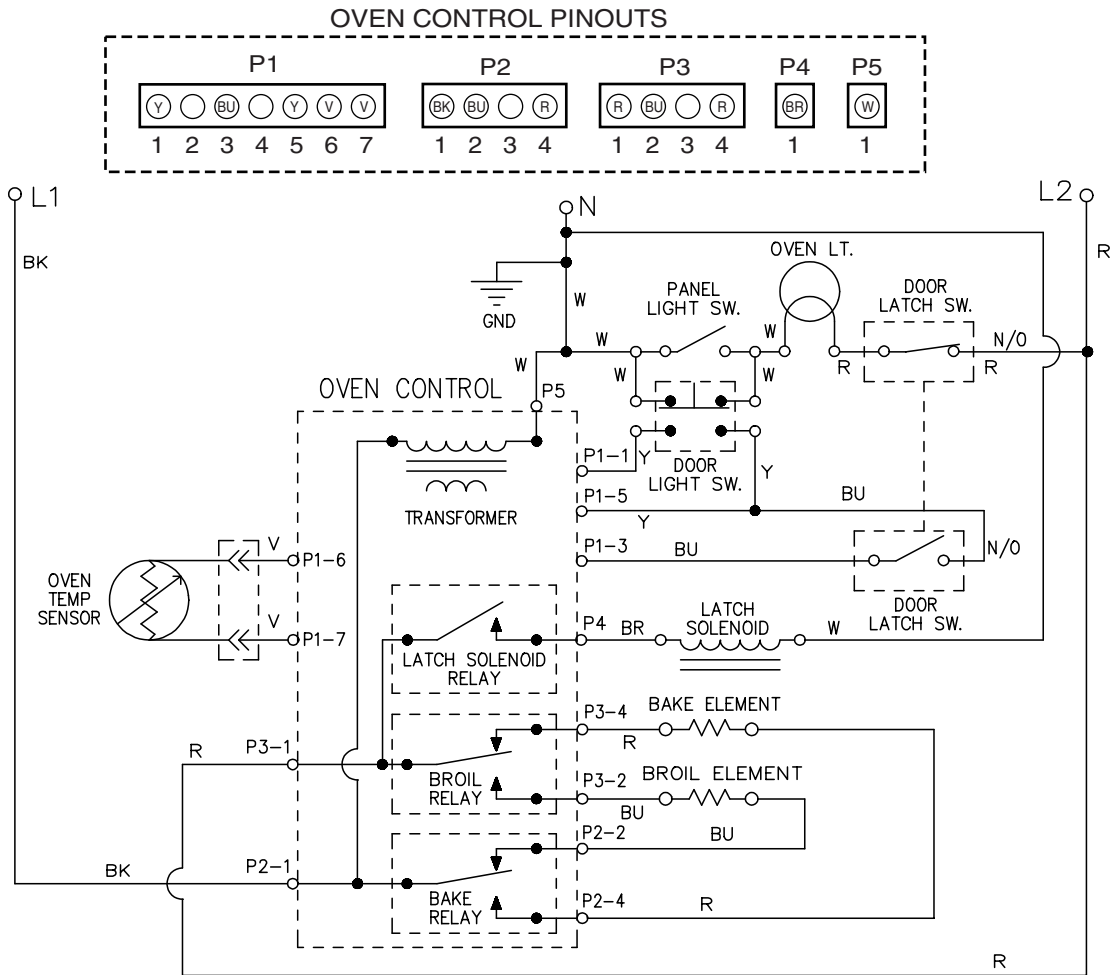 OVEN CONTROL PINOUTS
P1 P2 P3 P4 P5
Y BU Y V V BK BU R R BU R BR W
1 2 3 4 5 6 7 1 2 3 4 1 2 3 4 1 1
L1 N L2
BK W R
GND
OVEN LT.
PANEL
LIGHT SW.
DOOR
LATCH SW.
W W W R R N/O
W W
OVEN CONTROL P5
P1-1 Y
DOOR
LIGHT SW.
Y
TRANSFORMER
P1-5 Y BU
P1-3 BU N/O
DOOR
LATCH SW.
OVEN
TEMP
SENSOR
V P1-6
V P1-7
LATCH SOLENOID
RELAY
P4 BR
LATCH
SOLENOID
W
P3-4 R BAKE ELEMENT
R P3-1
BROIL
RELAY
P3-2 BU BROIL ELEMENT
BU
P2-2
BK P2-1
BAKE
RELAY
P2-4 R
R